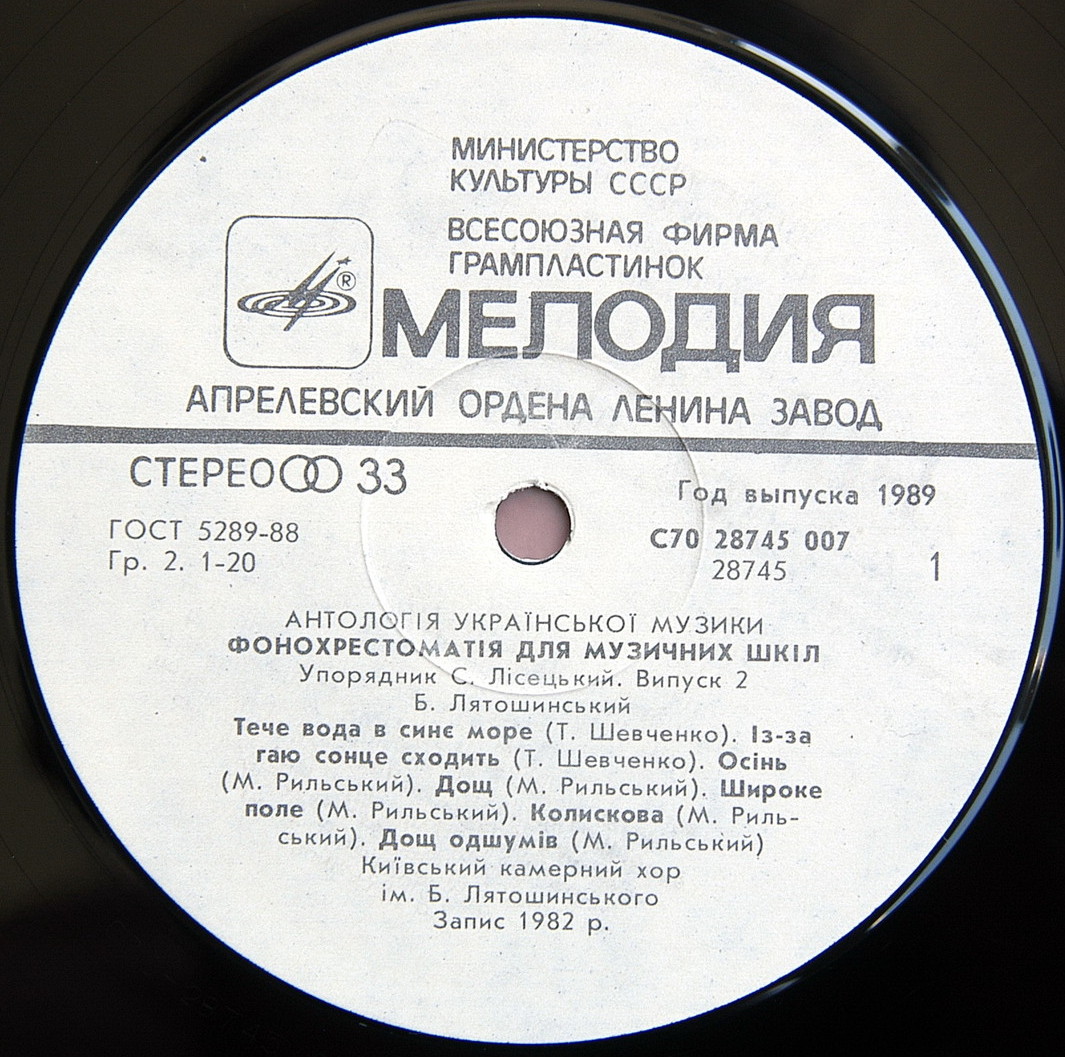 МИНИСТЕРСТВО
КУЛЬТУРЫ СССР
ВСЕСОЮЗНАЯ ФИРМА
ГРАМПЛАСТИНОК
®
МЕЛОДИЯ
АПРЕЛЕВСКИЙ ОРДЕНА ЛЕНИНА ЗАВОД
СТЕРЕО 33
Год выпуска 1989
ГОСТ 5289-88
Гр. 2. 1-20
С70 28745 007
28745
1
АНТОЛОГІЯ УКРАЇНСЬКОЇ МУЗИКИ
ФОНОХРЕСТОМАТІЯ ДЛЯ МУЗИЧНИХ ШКІЛ
Упорядник С. Лісецький. Випуск 2
Б. Лятошинський
Тече вода в синє море (Т. Шевченко). Із-за
гаю сонце сходить (Т. Шевченко). Осінь
(М. Рильський). Дощ (М. Рильський). Широке
поле (М. Рильський). Колискова (М. Риль-
ський). Дощ одшумів (М. Рильський)
Київський камерний хор
ім. Б. Лятошинського
Запис 1982 р.